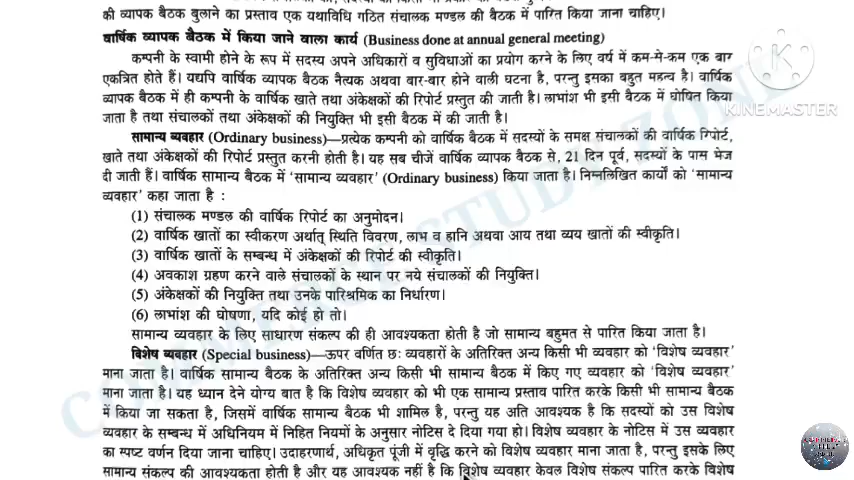 की व्यापक बैठक बुलाने का प्रस्ताव एक यथाविधि गठित संचालक मण्डल की बैठक में पारित किया जाना चाहिए।
वार्षिक व्यापक बैठक में किया जाने वाला कार्य (Business done at annual general meeting)
कम्पनी के स्वामी होने के रूप में सदस्य अपने अधिकारों व सुविधाओं का प्रयोग करने के लिए वर्ष में कम-से-कम एक बार
एकत्रित होते हैं। यद्यपि वार्षिक व्यापक बैठक नैत्यक अथवा बार-बार होने वाली घटना है, परन्तु इसका बहुत महत्व है। वार्षिक
व्यापक बैठक में ही कम्पनी के वार्षिक खाते तथा अंकेक्षकों की रिपोर्ट प्रस्तुत की जाती है। लाभांश भी इसी बैठक में घोषित किया
जाता है तथा संचालकों तथा अंकेक्षकों की नियुक्ति भी इसी बैठक में की जाती है।
सामान्य व्यवहार (Ordinary business)—प्रत्येक कम्पनी को वार्षिक बैठक में सदस्यों के समक्ष संचालकों की वार्षिक रिपोर्ट,
खाते तथा अंकेक्षकों की रिपोर्ट प्रस्तुत करनी होती है। यह सब चीजें वार्षिक व्यापक बैठक से, 21 दिन पूर्व, सदस्यों के पास भेज
दी जाती हैं। वार्षिक सामान्य बैठक में 'सामान्य व्यवहार' (Ordinary business) किया जाता है। निम्नलिखित कार्यों को 'सामान्य
व्यवहार' कहा जाता है :
(1) संचालक मण्डल की वार्षिक रिपोर्ट का अनुमोदन।
(2) वार्षिक खातों का स्वीकरण अर्थात् स्थिति विवरण, लाभ व हानि अथवा आय तथा व्यय खातों की स्वीकृति।
(3) वार्षिक खातों के सम्बन्ध में अंकेक्षकों की रिपोर्ट की स्वीकृति।
(4) अवकाश ग्रहण करने वाले संचालकों के स्थान पर नये संचालकों की नियुक्ति।
(5) अंकेक्षकों की नियुक्ति तथा उनके पारिश्रमिक का निर्धारण।
(6) लाभांश की घोषणा, यदि कोई हो तो।
सामान्य व्यवहार के लिए साधारण संकल्प की ही आवश्यकता होती है जो सामान्य बहुमत से पारित किया जाता है।
विशेष व्यवहार (Special business)—ऊपर वर्णित छः व्यवहारों के अतिरिक्त अन्य किसी भी व्यवहार को 'विशेष व्यवहार'
माना जाता है। वार्षिक सामान्य बैठक के अतिरिक्त अन्य किसी भी सामान्य बैठक में किए गए व्यवहार को 'विशेष व्यवहार'
माना जाता है। यह ध्यान देने योग्य बात है कि विशेष व्यवहार को भी एक सामान्य प्रस्ताव पारित करके किसी भी सामान्य बैठक
में किया जा सकता है, जिसमें वार्षिक सामान्य बैठक भी शामिल है, परन्तु यह अति आवश्यक है कि सदस्यों को उस विशेष
व्यवहार के सम्बन्ध में अधिनियम में निहित नियमों के अनुसार नोटिस दे दिया गया हो। विशेष व्यवहार के नोटिस में उस व्यवहार
का स्पष्ट वर्णन दिया जाना चाहिए। उदाहरणार्थ, अधिकृत पूंजी में वृद्धि करने को विशेष व्यवहार माना जाता है, परन्तु इसके लिए
सामान्य संकल्प की आवश्यकता होती है और यह आवश्यक नहीं है कि विशेष व्यवहार केवल विशेष संकल्प पारित करके विशेष
KINEMASTER
COMMERCE STUDY ZONE